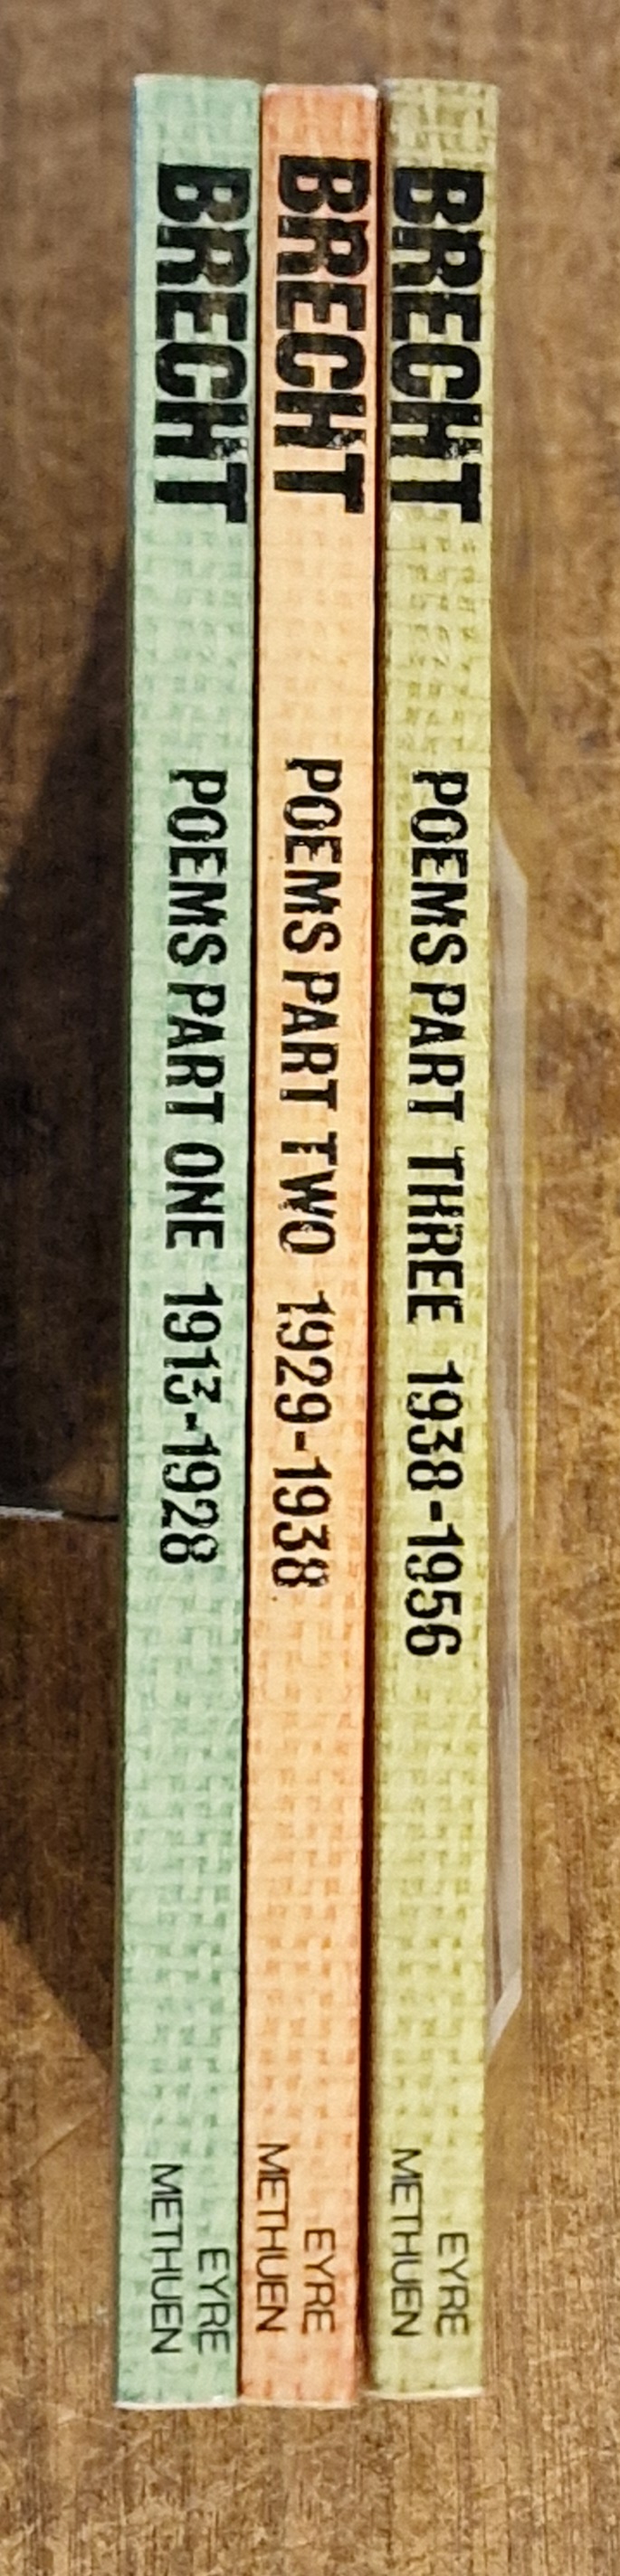 BRECHT POEMS PART ONE 1913-1928 EYRE
METHUEN
BRECHT POEMS PART TWO 1929-1938 EYRE
METHUEN
BRECHT POEMS PART THREE 1938-1956 EYRE
METHUEN